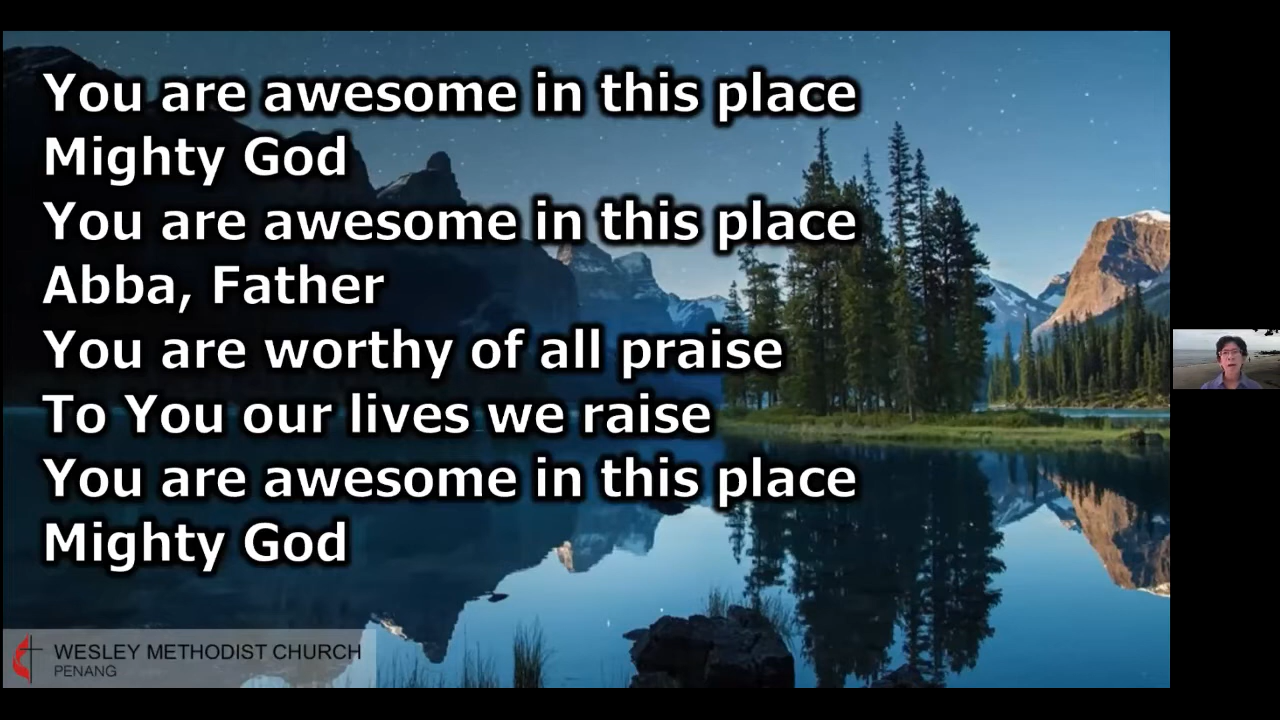 You are awesome in this place
Mighty God
You are awesome in this place
Abba, Father
You are worthy of all praise
To You our lives we raise
You are awesome in this place
Mighty God
WESLEY METHODIST CHURCH
PENANG